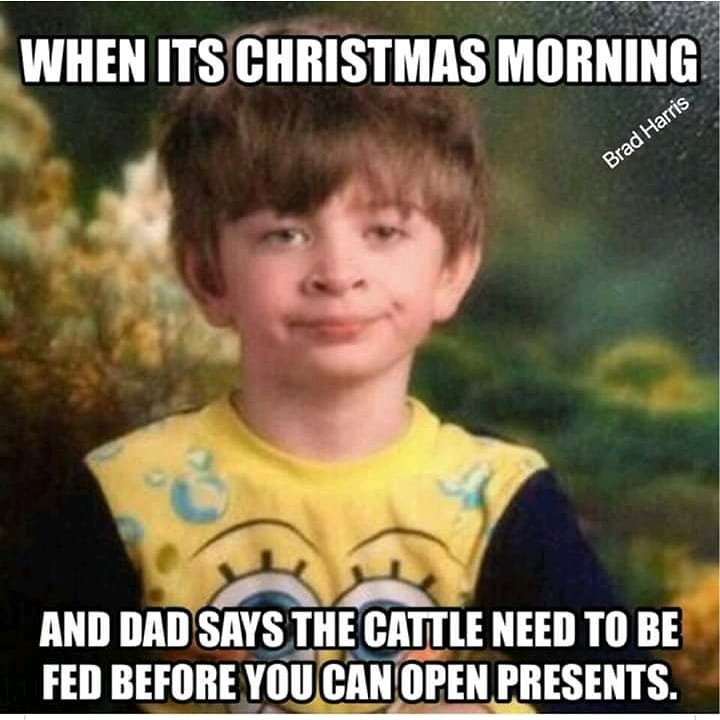 WHEN ITS CHRISTMAS MORNING
Brad Harris
AND DAD SAYS THE CATTLE NEED TO BE
FED BEFORE YOU CAN OPEN PRESENTS.